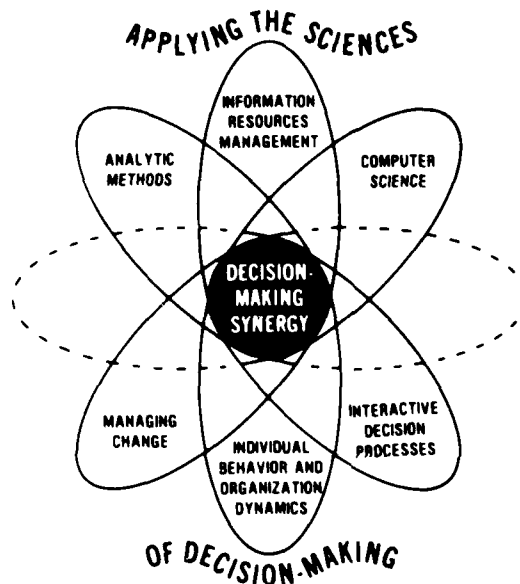 APPLYING THE SCIENCES
INFORMATION
RESOURCES
MANAGEMENT
ANALYTIC
METHODS
COMPUTER
SCIENCE
DECISION-
MAKING
SYNERGY
MANAGING
CHANGE
INDIVIDUAL
BEHAVIOR AND
ORGANIZATION
DYNAMICS
INTERACTIVE
DECISION
PROCESSES
OF DECISION-MAKING